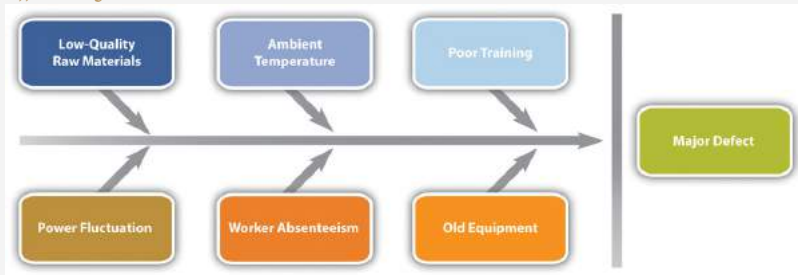 Low-Quality
Raw Materials
Ambient
Temperature
Poor Training
Major Defect
Power Fluctuation
Worker Absenteeism
Old Equipment